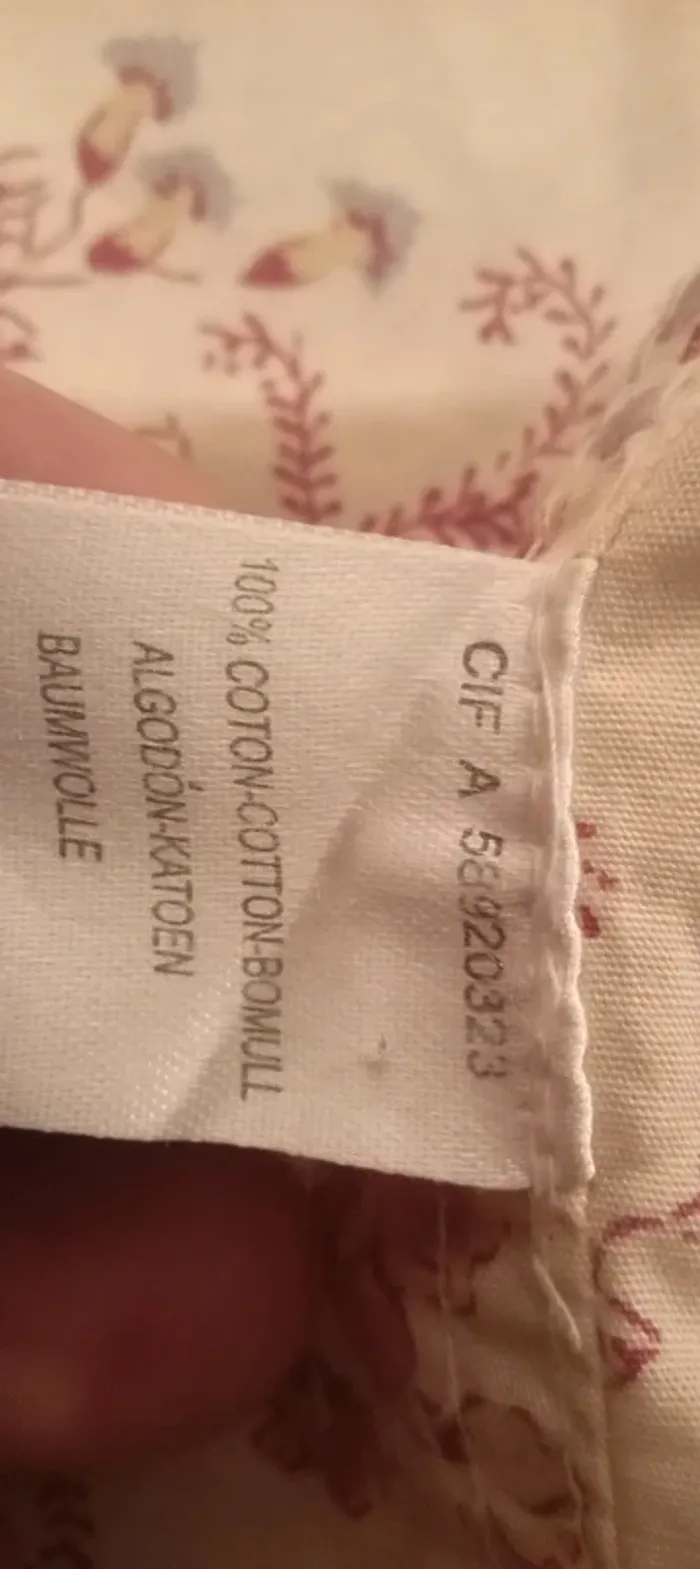 CIF A 58920323
100% COTON-COTTON-BOMULL
ALGODÓN-KATOEN
BAUMWOLLE